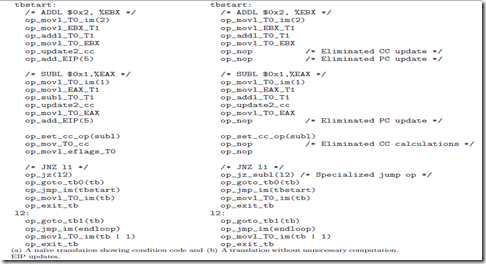 tbstart:
/* ADDL $0x2, %EBX */
op_movl_T0_im(2)
op_movl_EBX_T1
op_addl_T0_T1
op_movl_T0_EBX
op_update2_cc
op_add_EIP(5)
/* SUBL $0x1,%EAX */
op_movl_T0_im(1)
op_movl_EAX_T1
op_subl_T0_T1
op_update2_cc
op_movl_T0_EAX
op_add_EIP(5)
op_set_cc_op(subl)
op_mov_T0_cc
op_movl_eflags_T0
/* JNZ l1 */
op_jz(l2)
op_goto_tb0(tb)
op_jmp_im(tbstart)
op_movl_T0_im(tb)
op_exit_tb
l2:
op_goto_tb1(tb)
op_jmp_im(endloop)
op_movl_T0_im(tb | 1)
op_exit_tb
(a) A naïve translation showing condition code and
EIP updates.
tbstart:
/* ADDL $0x2, %EBX */
op_movl_T0_im(2)
op_movl_EBX_T1
op_addl_T0_T1
op_movl_T0_EBX
op_nop /* Eliminated CC update */
op_nop /* Eliminated PC update */
/* SUBL $0x1,%EAX */
op_movl_T0_im(1)
op_movl_EAX_T1
op_subl_T0_T1
op_update2_cc
op_movl_T0_EAX
op_nop /* Eliminated PC update */
op_set_cc_op(subl)
op_nop /* Eliminated CC calculations */
op_nop
/* JNZ l1 */
op_jz_subl(l2) /* Specialized jump op */
op_goto_tb0(tb)
op_jmp_im(tbstart)
op_movl_T0_im(tb)
op_exit_tb
l2:
op_goto_tb1(tb)
op_jmp_im(endloop)
op_movl_T0_im(tb | 1)
op_exit_tb
(b) A translation without unnecessary computation.